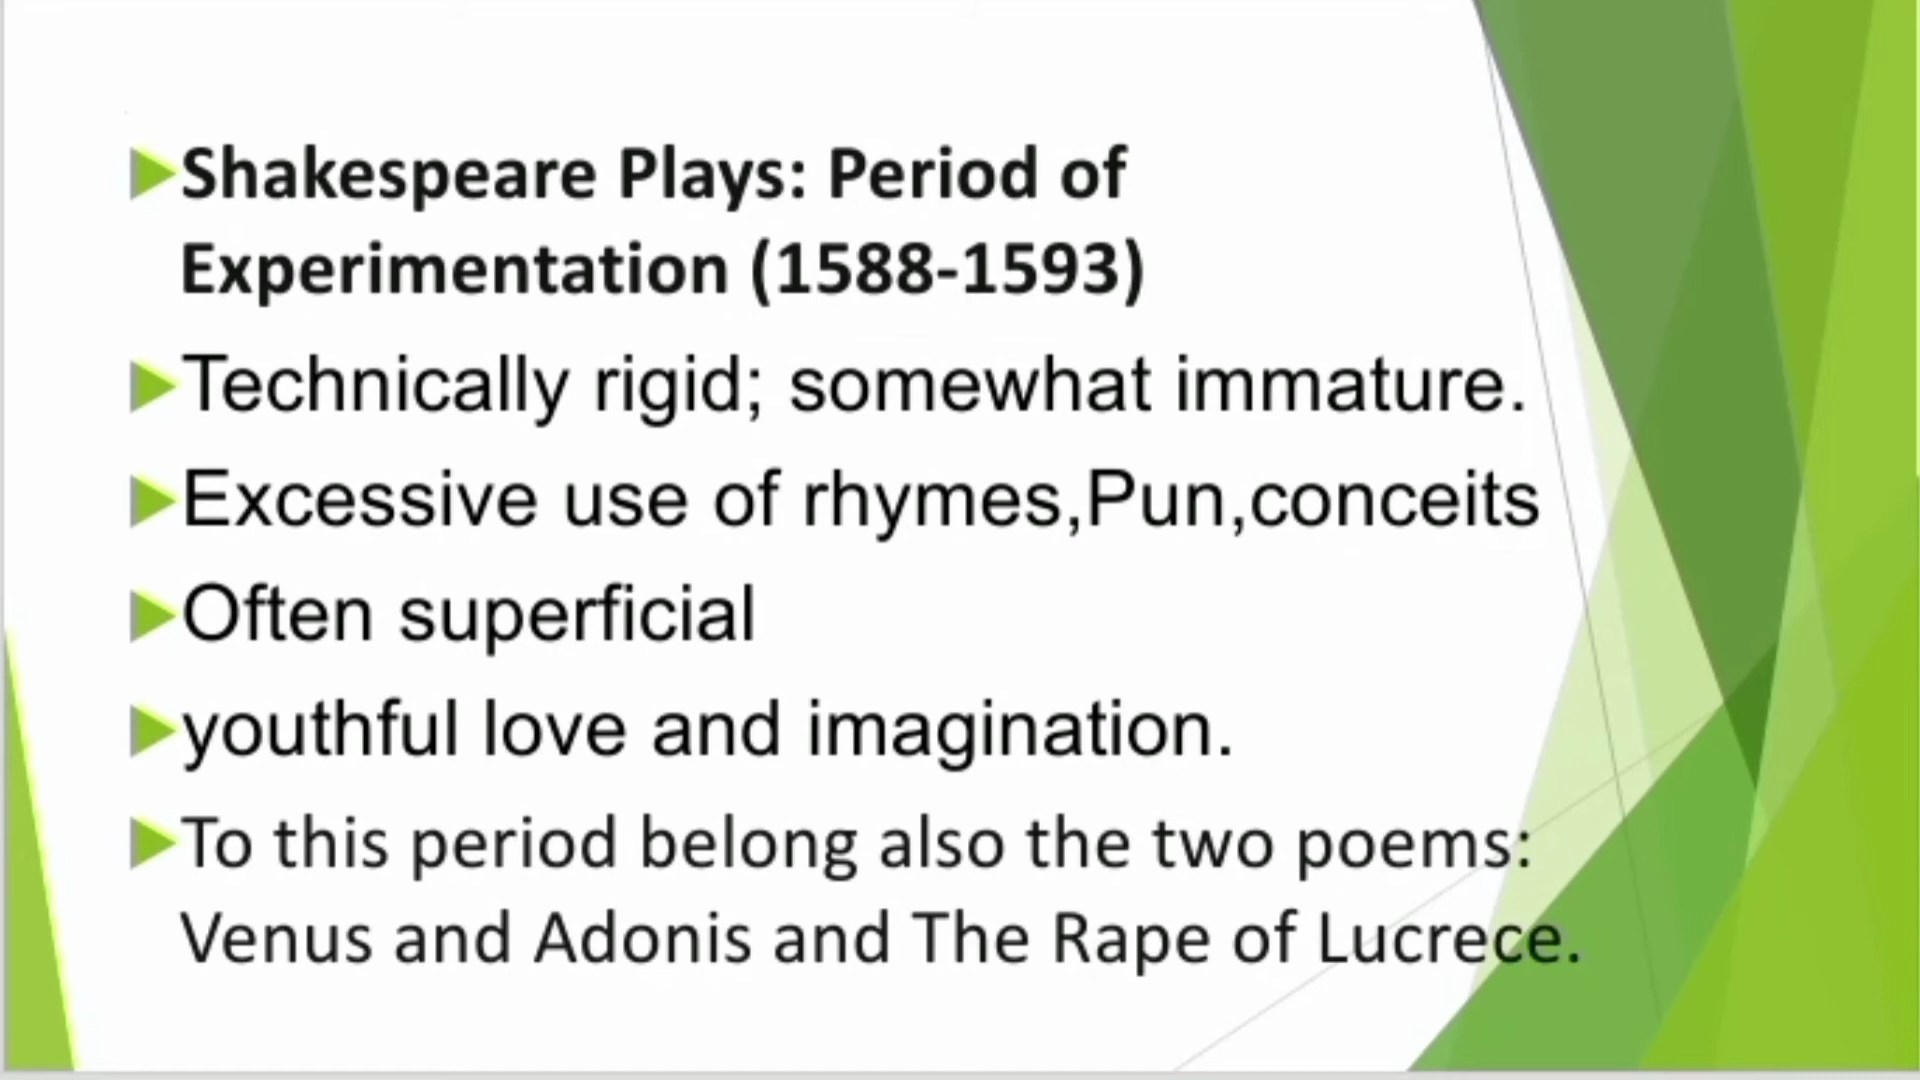 Shakespeare Plays: Period of
Experimentation (1588-1593)
Technically rigid; somewhat immature.
Excessive use of rhymes,Pun,conceits
Often superficial
youthful love and imagination.
To this period belong also the two poems:
Venus and Adonis and The Rape of Lucrece.